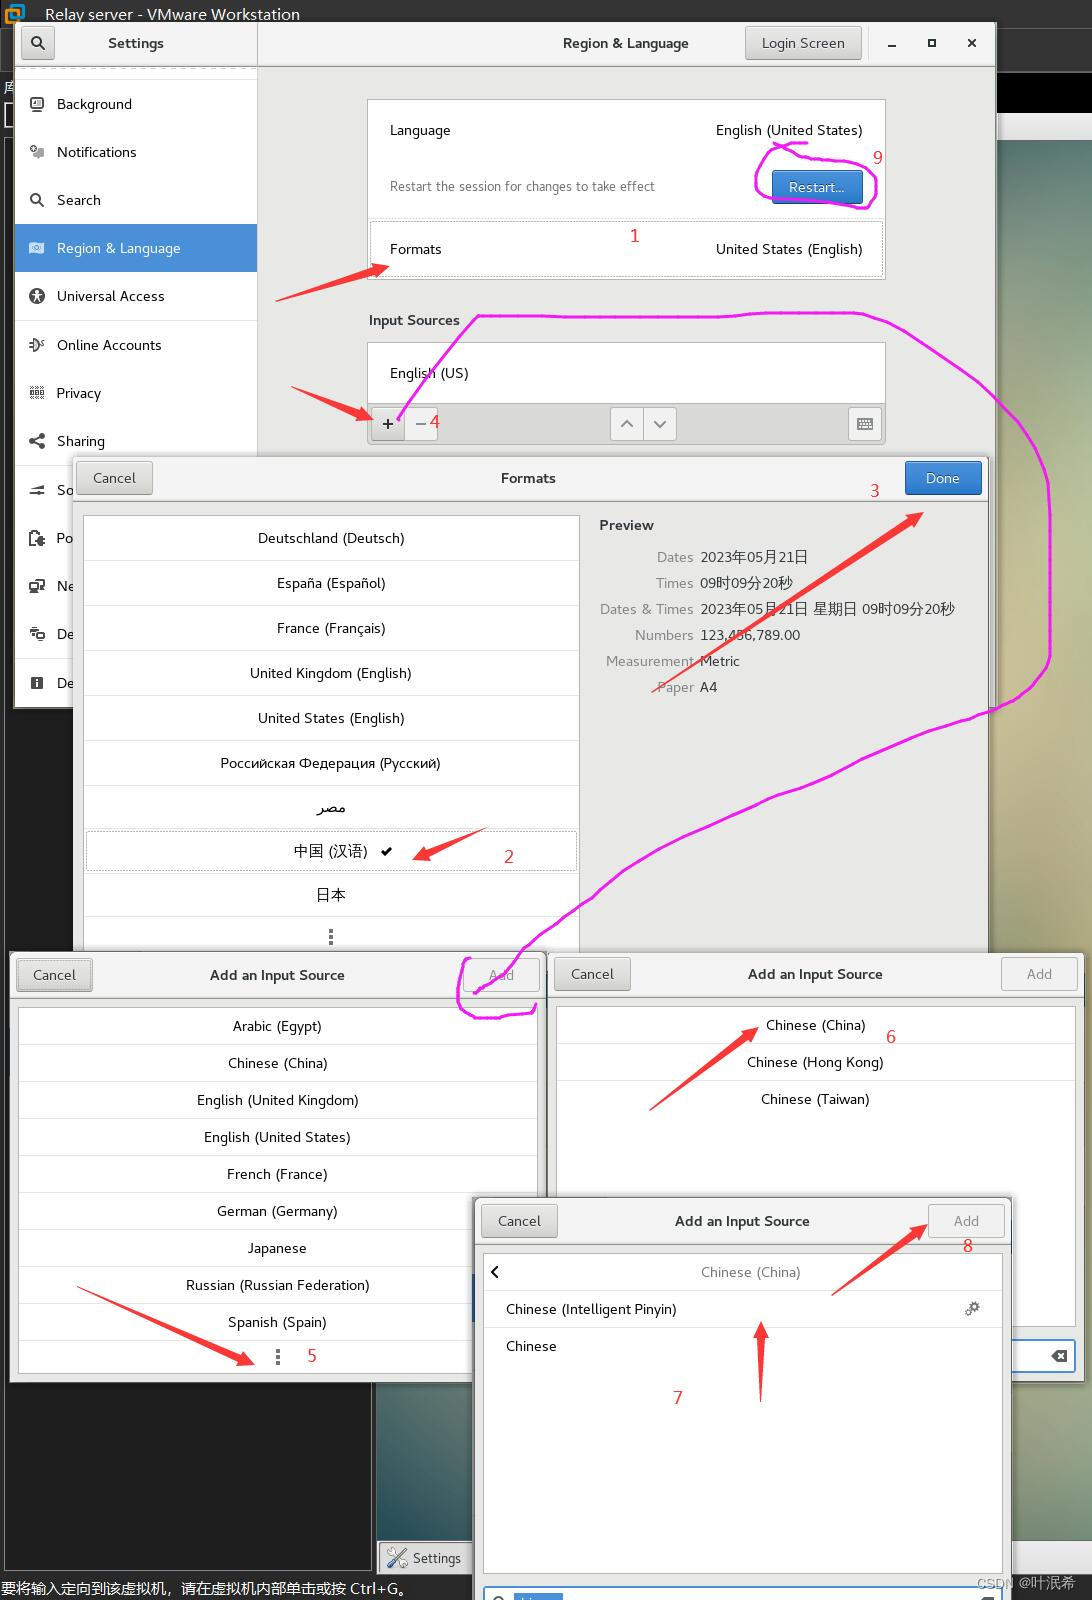 Relay server - VMware Workstation
Settings
Region & Language
Login Screen
库
Background
Notifications
Search
Region & Language
Universal Access
Online Accounts
Privacy
Sharing
So
Po
Ne
De
De
Language
English (United States)
9
Restart the session for changes to take effect
Restart...
1
Formats
United States (English)
Input Sources
English (US)
+
−
4
Cancel
Formats
3
Done
Deutschland (Deutsch)
España (Español)
France (Français)
United Kingdom (English)
United States (English)
Российская Федерация (Русский)
مصر
中国 (汉语)
2
日本
Preview
Dates 2023年05月21日
Times 09时09分20秒
Dates & Times 2023年05月21日 星期日 09时09分20秒
Numbers 123,456,789.00
Measurement Metric
Paper A4
Cancel
Add an Input Source
Add
Arabic (Egypt)
Chinese (China)
English (United Kingdom)
English (United States)
French (France)
German (Germany)
Japanese
Russian (Russian Federation)
Spanish (Spain)
5
Cancel
Add an Input Source
Add
Chinese (China)
6
Chinese (Hong Kong)
Chinese (Taiwan)
Cancel
Add an Input Source
Add
8
Chinese (China)
Chinese (Intelligent Pinyin)
Chinese
7
Settings
要将输入定向到该虚拟机，请在虚拟机内部单击或按 Ctrl+G。
CSDN @叶泯希